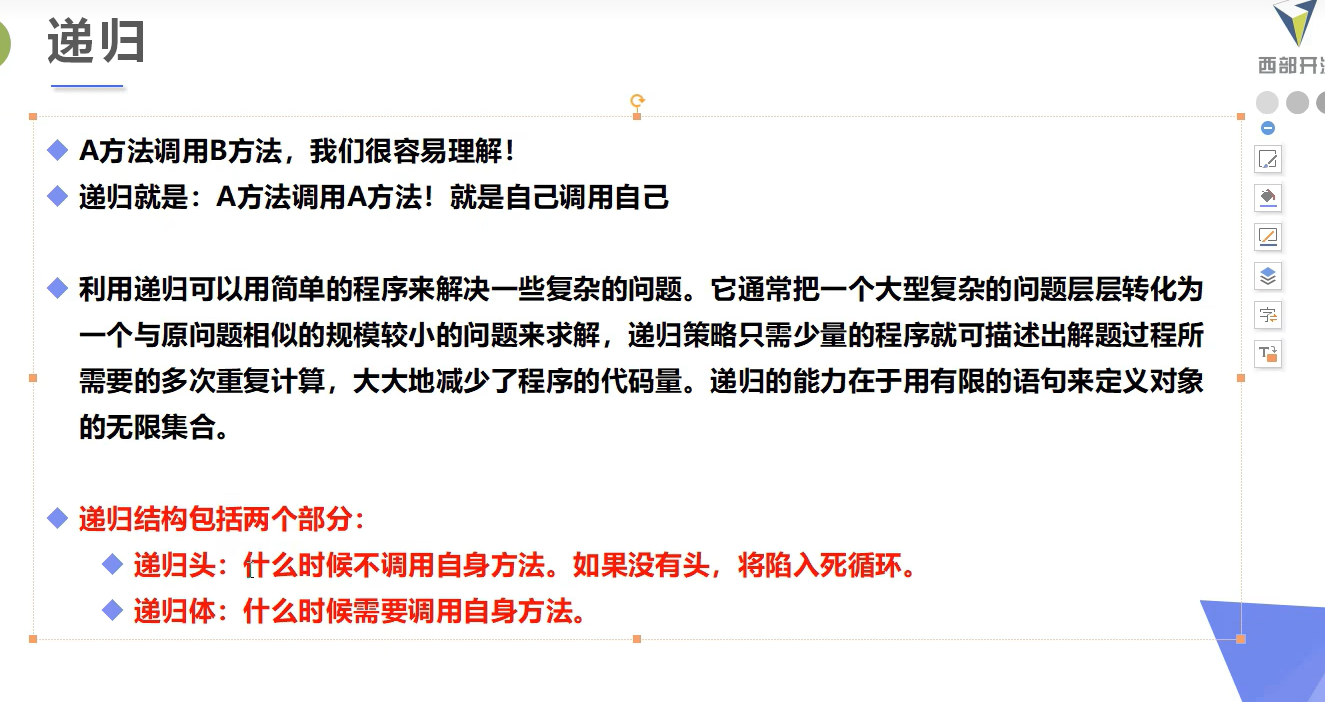 递归
西部开
A方法调用B方法，我们很容易理解！
递归就是：A方法调用A方法！就是自己调用自己
利用递归可以用简单的程序来解决一些复杂的问题。它通常把一个大型复杂的问题层层转化为
一个与原问题相似的规模较小的问题来求解，递归策略只需少量的程序就可描述出解题过程所
需要的多次重复计算，大大地减少了程序的代码量。递归的能力在于用有限的语句来定义对象
的无限集合。
递归结构包括两个部分：
递归头：什么时候不调用自身方法。如果没有头，将陷入死循环。
递归体：什么时候需要调用自身方法。